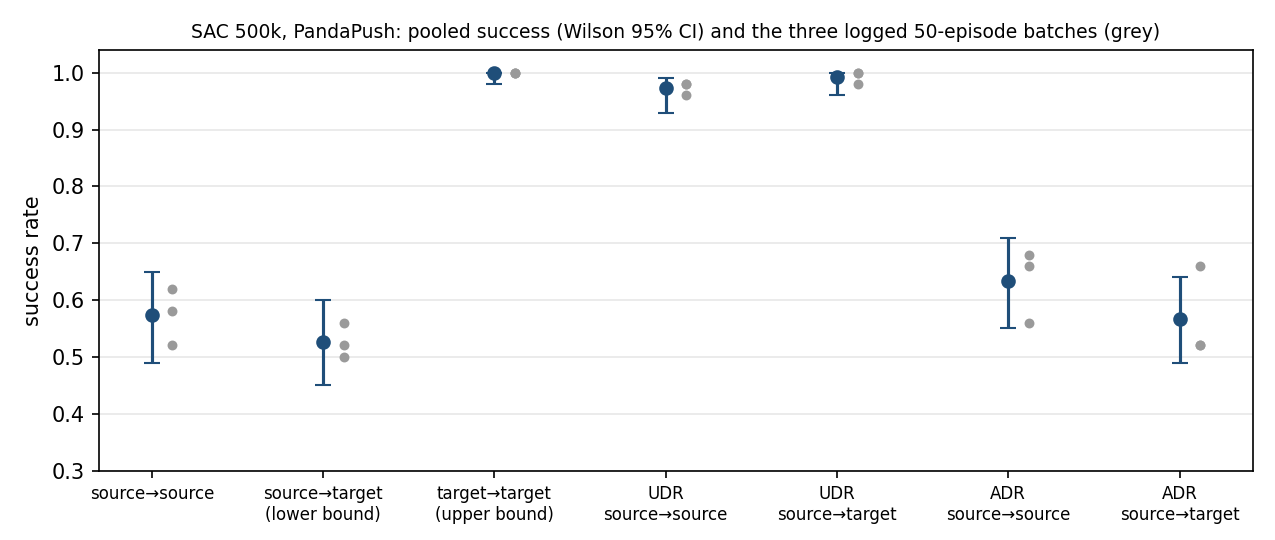 SAC 500k, PandaPush: pooled success (Wilson 95% CI) and the three logged 50-episode batches (grey)
success rate
1.0
0.9
0.8
0.7
0.6
0.5
0.4
0.3
source→source
source→target
(lower bound)
target→target
(upper bound)
UDR
source→source
UDR
source→target
ADR
source→source
ADR
source→target